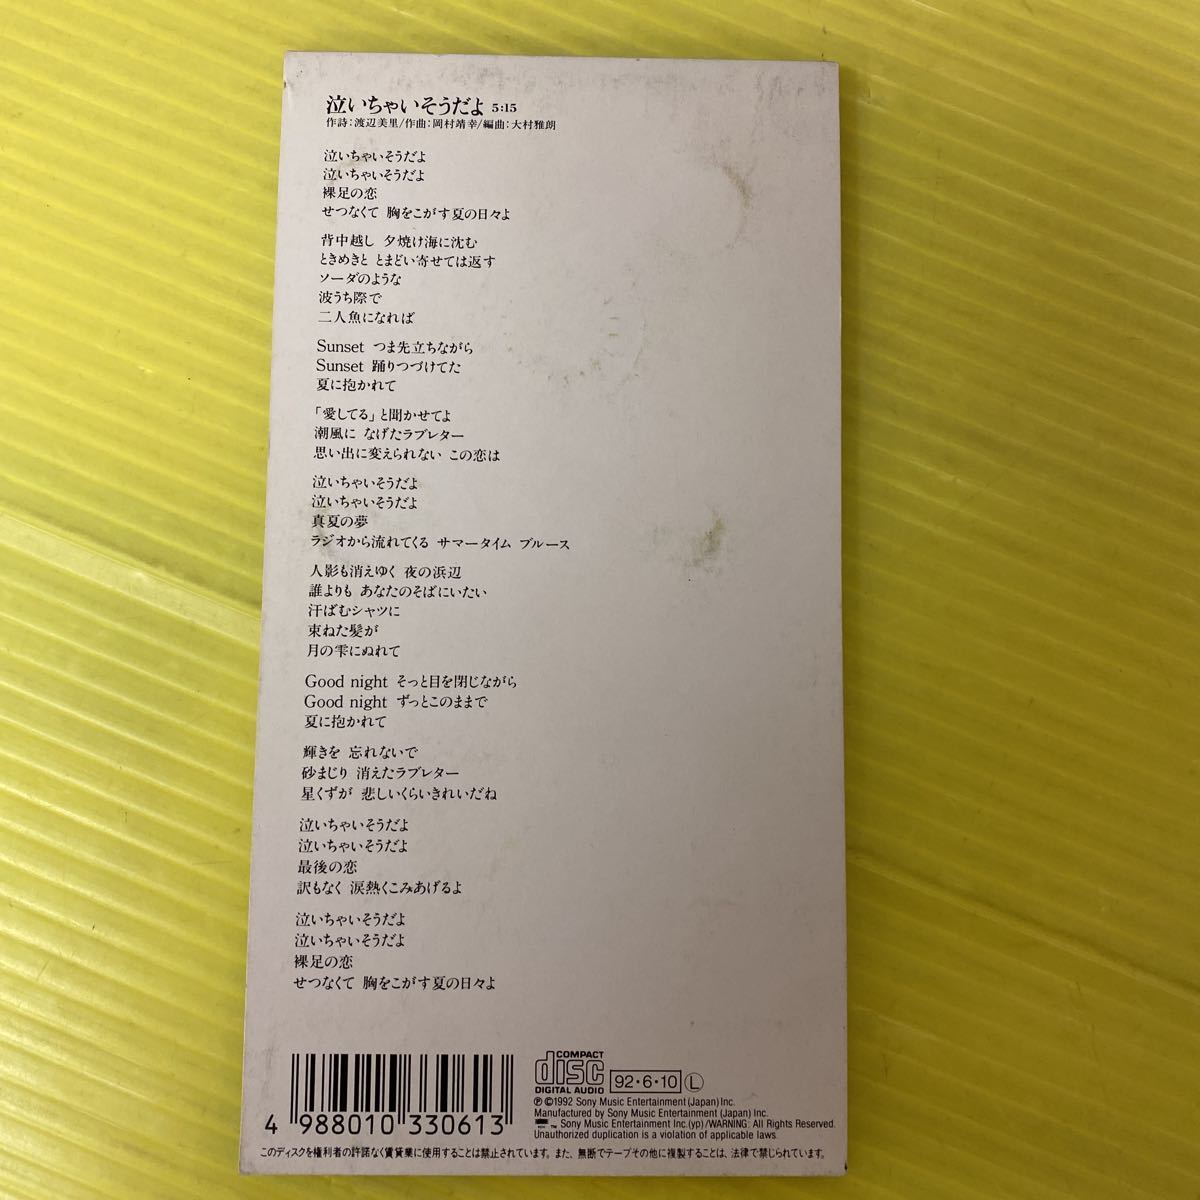 泣いちゃいそうだよ 5:15
作詩:渡辺美里/作曲:岡村靖幸/編曲:大村雅朗
泣いちゃいそうだよ
泣いちゃいそうだよ
裸足の恋
せつなくて 胸をこがす夏の日々よ
背中越し 夕焼け海に沈む
ときめきと とまどい寄せては返す
ソーダのような
波うち際で
二人魚になれば
Sunset つま先立ちながら
Sunset 踊りつづけてた
夏に抱かれて
「愛してる」と聞かせてよ
潮風に なげたラブレター
思い出に変えられない この恋は
泣いちゃいそうだよ
泣いちゃいそうだよ
真夏の夢
ラジオから流れてくる サマータイム ブルース
人影も消えゆく 夜の浜辺
誰よりも あなたのそばにいたい
汗ばむシャツに
束ねた髪が
月の雫にぬれて
Good night そっと目を閉じながら
Good night ずっとこのままで
夏に抱かれて
輝きを 忘れないで
砂まじり 消えたラブレター
星くずが 悲しいくらいきれいだね
泣いちゃいそうだよ
泣いちゃいそうだよ
最後の恋
訳もなく 涙熱くこみあげるよ
泣いちゃいそうだよ
泣いちゃいそうだよ
裸足の恋
せつなくて 胸をこがす夏の日々よ
4 988010 330613
COMPACT
disc
DIGITAL AUDIO
92・6・10 Ⓛ
Ⓟ©1992 Sony Music Entertainment (Japan) Inc.
Manufactured by Sony Music Entertainment (Japan) Inc.
™ Sony Music Entertainment Inc.(yp)/WARNING: All Rights Reserved.
Unauthorized duplication is a violation of applicable laws.
このディスクを権利者の許諾なく賃貸業に使用することは禁止されています。また、無断でテープその他に複製することは、法律で禁じられています。